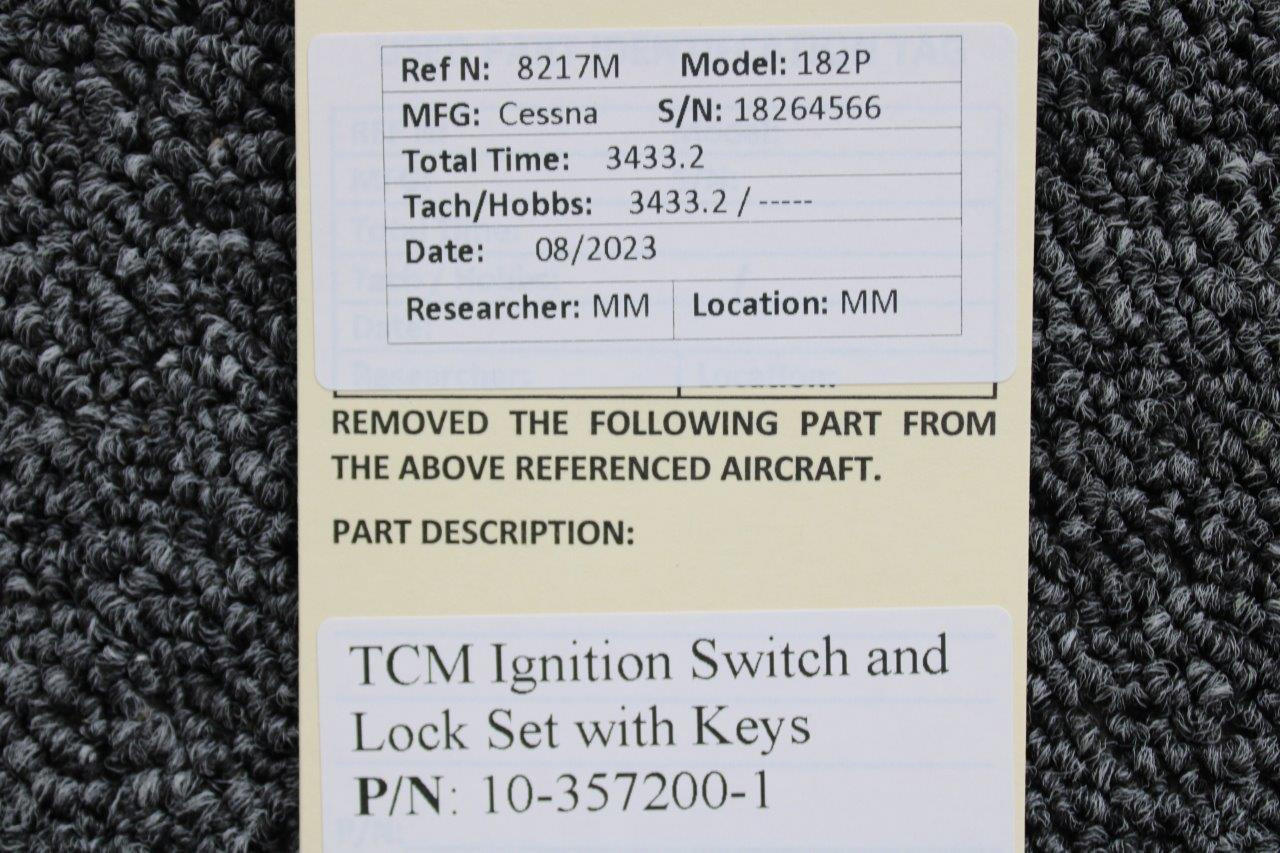 Ref N: 8217M Model: 182P
MFG: Cessna S/N: 18264566
Total Time: 3433.2
Tach/Hobbs: 3433.2 / -----
Date: 08/2023
Researcher: MM Location: MM
Researcher: Location:
REMOVED THE FOLLOWING PART FROM
THE ABOVE REFERENCED AIRCRAFT.
PART DESCRIPTION:
TCM Ignition Switch and
Lock Set with Keys
P/N: 10-357200-1
P/N: